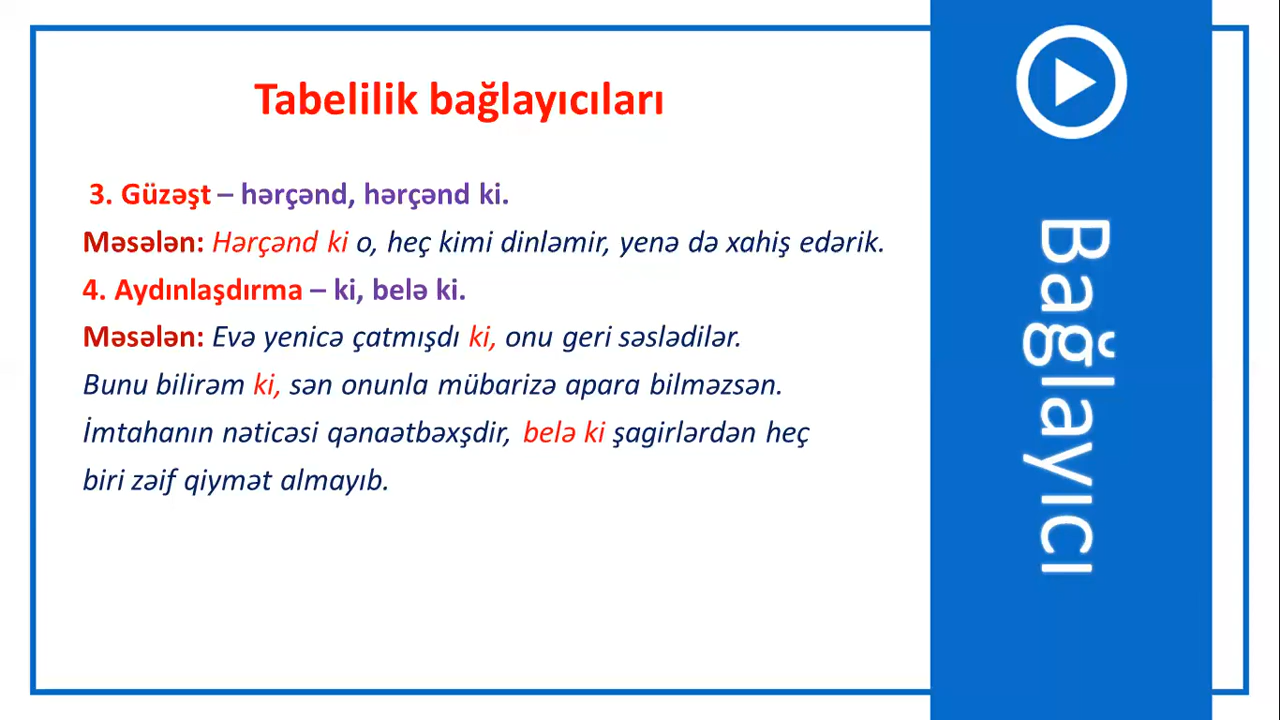 Tabelilik bağlayıcıları
3. Güzəşt – hərçənd, hərçənd ki.
Məsələn: Hərçənd ki o, heç kimi dinləmir, yenə də xahiş edərik.
4. Aydınlaşdırma – ki, belə ki.
Məsələn: Evə yenicə çatmışdı ki, onu geri səslədilər.
Bunu bilirəm ki, sən onunla mübarizə apara bilməzsən.
İmtahanın nəticəsi qənaətbəxşdir, belə ki şagirlərdən heç
biri zəif qiymət almayıb.
Bağlayıcı